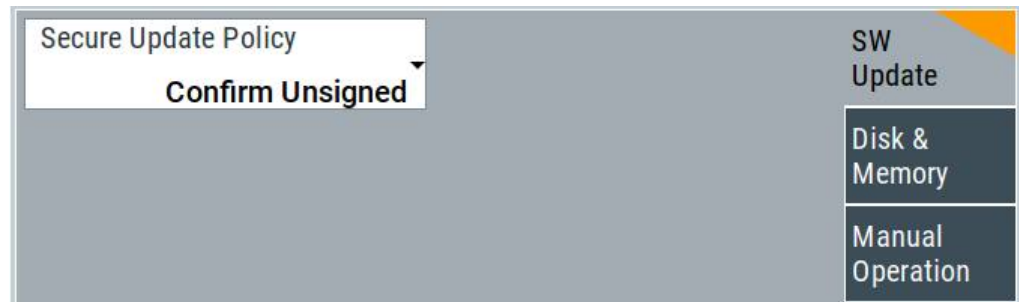 Secure Update Policy
Confirm Unsigned
SW
Update
Disk &
Memory
Manual
Operation